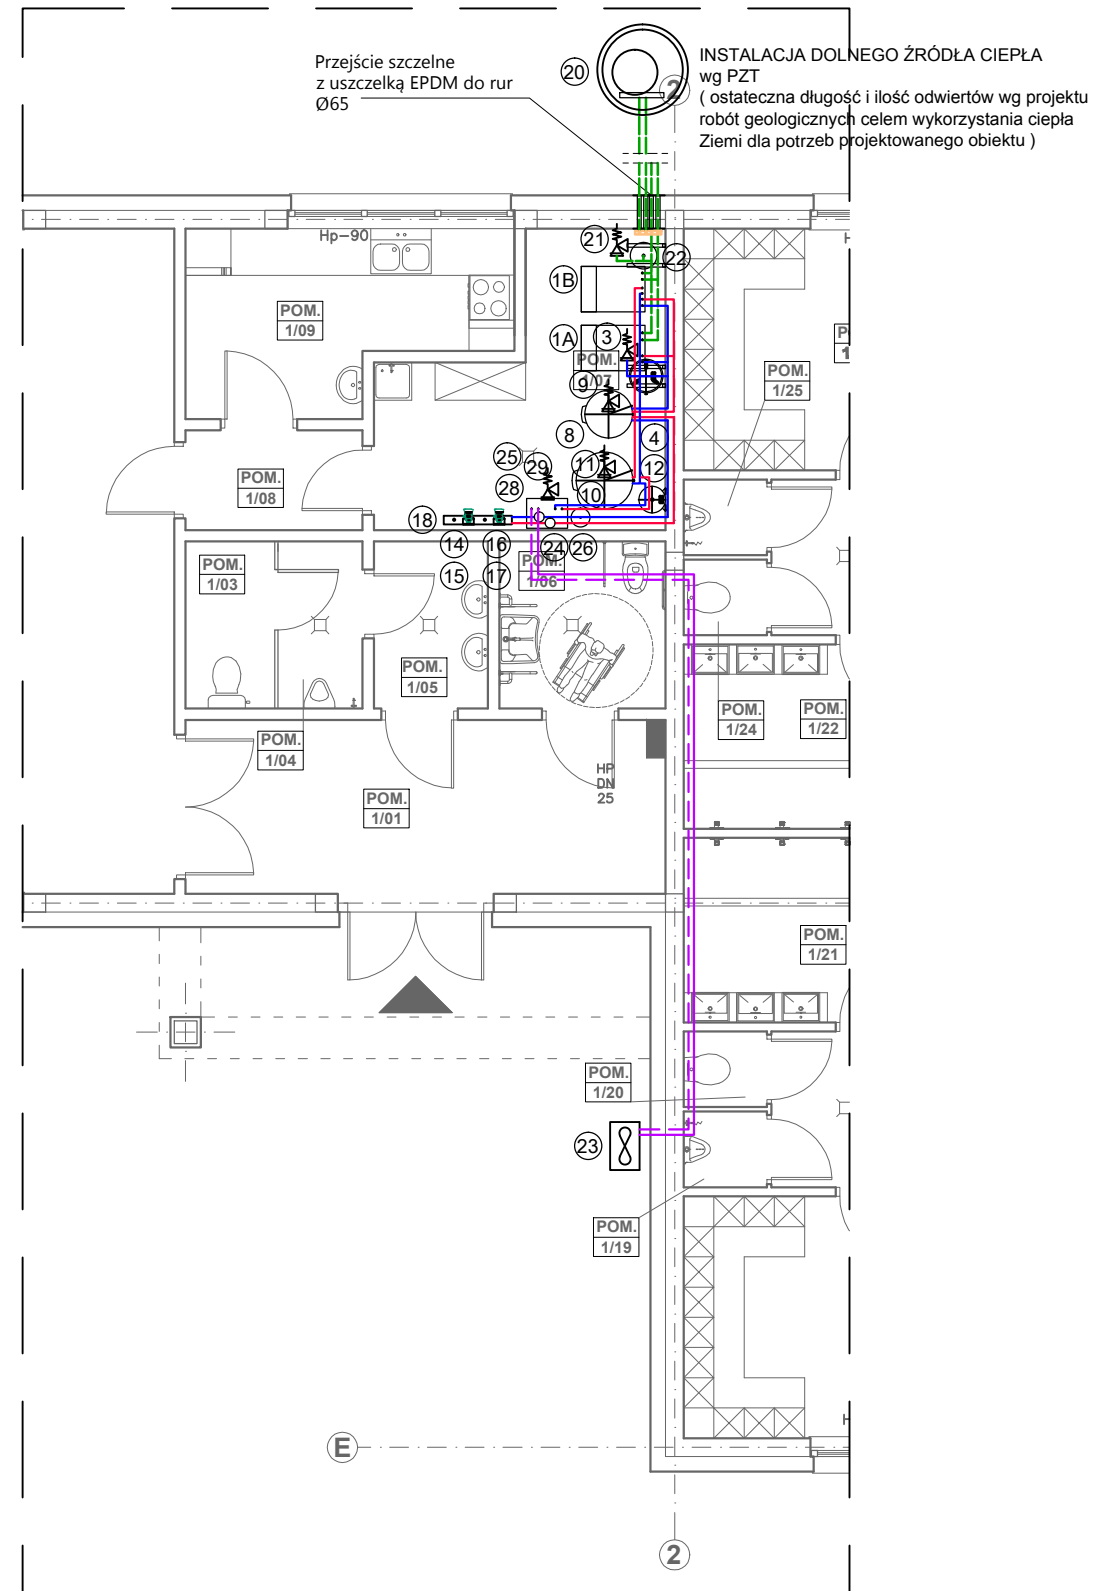 Przejście szczelne
z uszczelką EPDM do rur
Ø65
20
INSTALACJA DOLNEGO ŹRÓDŁA CIEPŁA
wg PZT
( ostateczna długość i ilość odwiertów wg projektu
robót geologicznych celem wykorzystania ciepła
Ziemi dla potrzeb projektowanego obiektu )
2
Hp-90
21
22
1B
POM.
1/09
1A
3
POM.
1/07
9
POM.
1/25
8
4
25
29
11
12
28
10
POM.
1/08
18
14
16
24
26
15
17
POM.
1/06
POM.
1/03
POM.
1/05
POM.
1/04
POM.
1/24
POM.
1/22
HP
DN
25
POM.
1/01
POM.
1/21
POM.
1/20
23
POM.
1/19
E
2